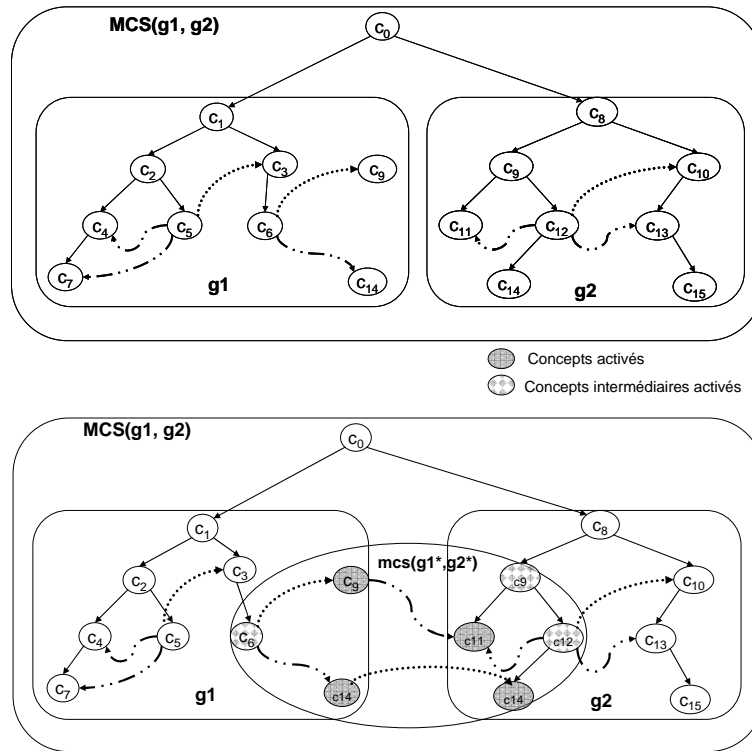 MCS(g1, g2)
C0
C1
C8
C2
C3
C9
C9
C10
C4
C5
C6
C11
C12
C13
C7
C14
C14
C15
g1
g2
Concepts activés
Concepts intermédiaires activés
MCS(g1, g2)
C0
C1
C8
mcs(g1*,g2*)
C2
C3
C9
c9
C10
C4
C5
C6
c11
c12
C13
C7
c14
c14
C15
g1
g2